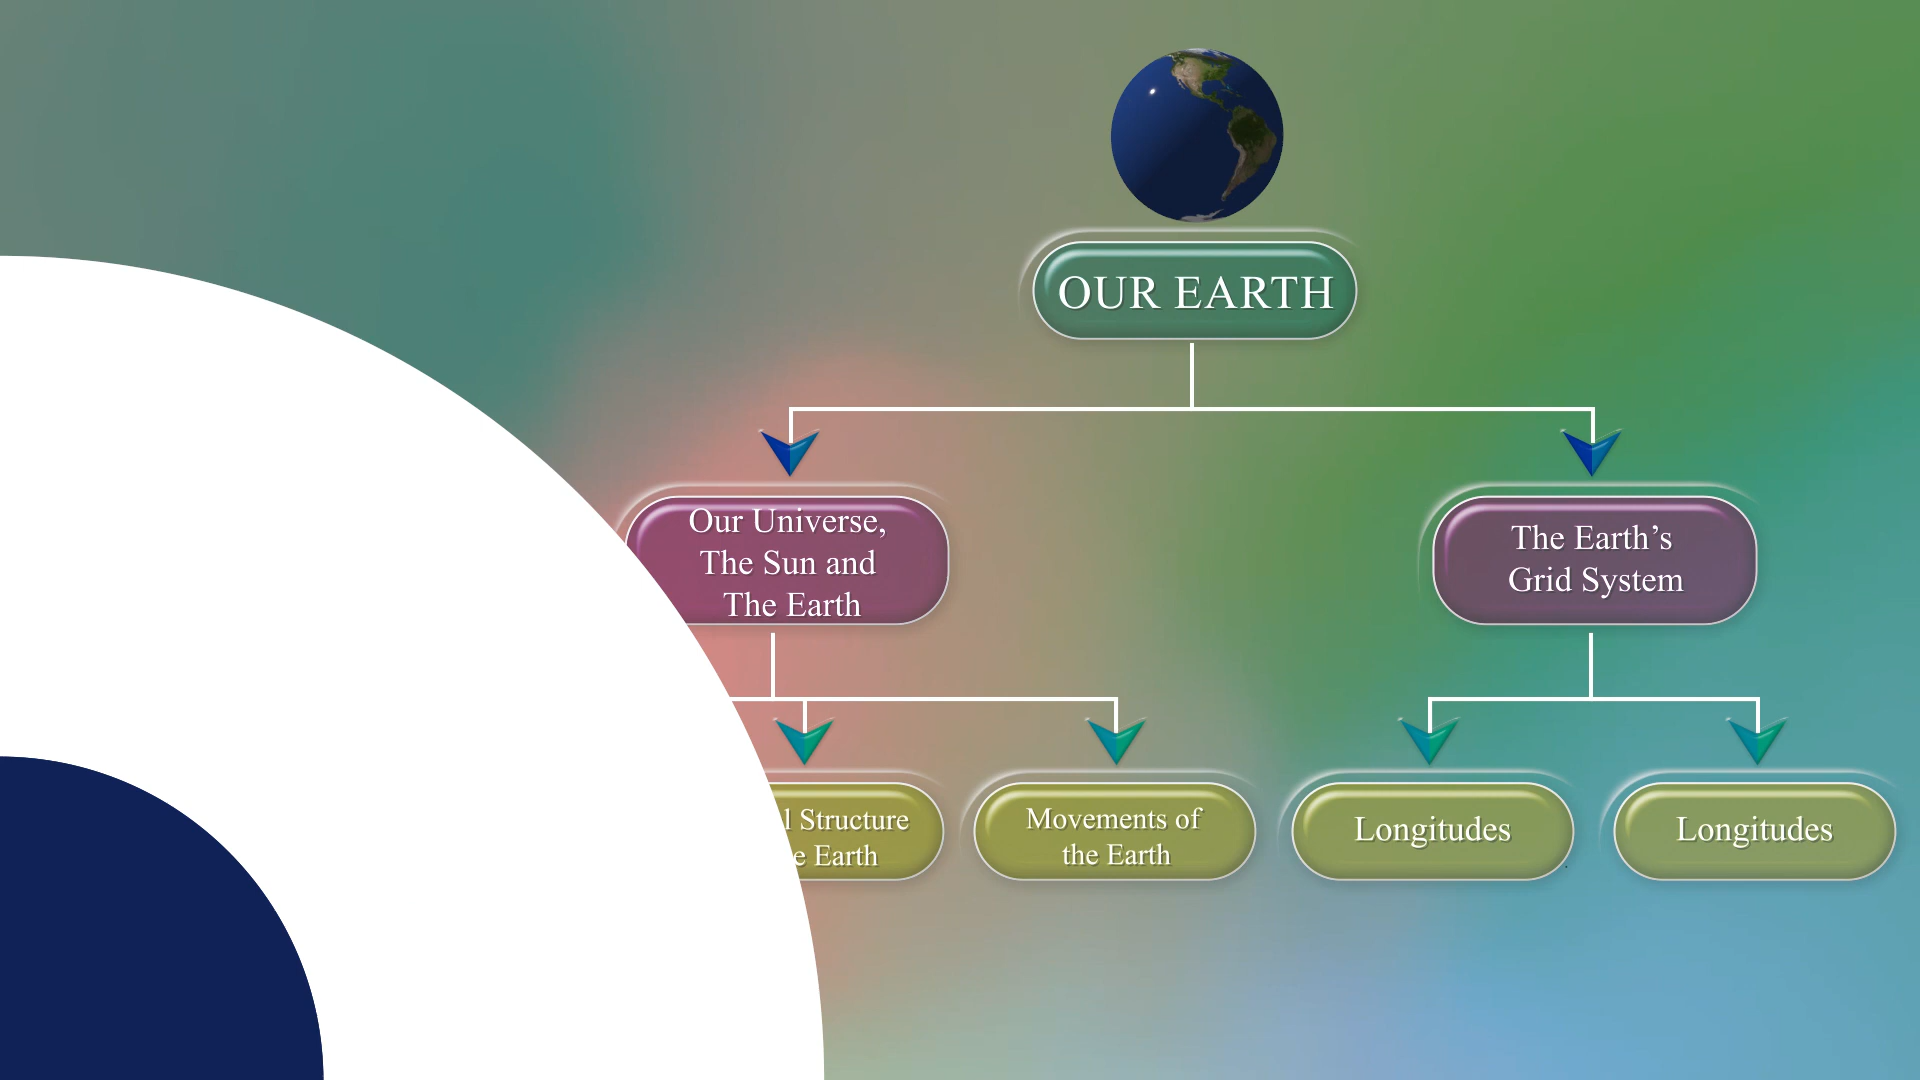 OUR EARTH
Our Universe,
The Sun and
The Earth
The Earth’s
Grid System
Structure
Earth
Movements of
the Earth
Longitudes
Longitudes